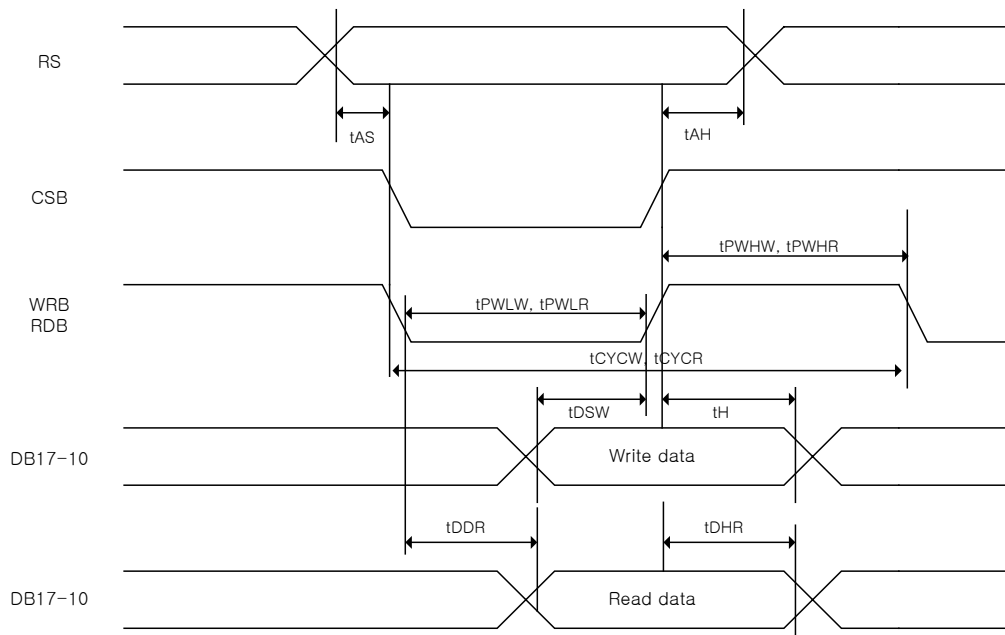 RS
tAS
tAH
CSB
tPWHW, tPWHR
WRB
RDB
tPWLW, tPWLR
tCYCW, tCYCR
tDSW
tH
DB17-10
Write data
tDDR
tDHR
DB17-10
Read data